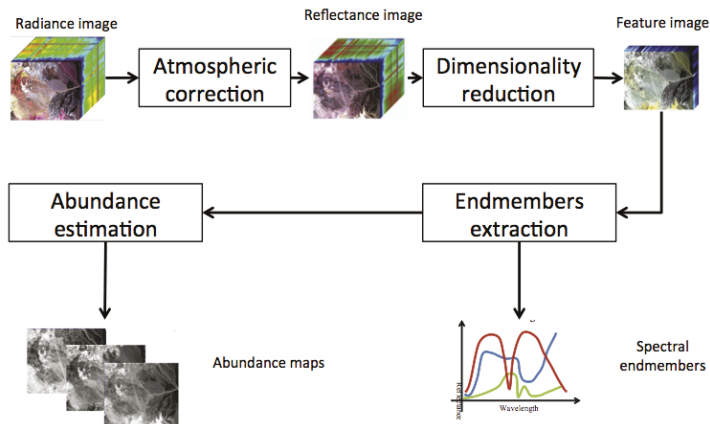 Radiance image
Reflectance image
Feature image
Atmospheric
correction
Dimensionality
reduction
Abundance
estimation
Endmembers
extraction
Abundance maps
Wavelength
Spectral
endmembers